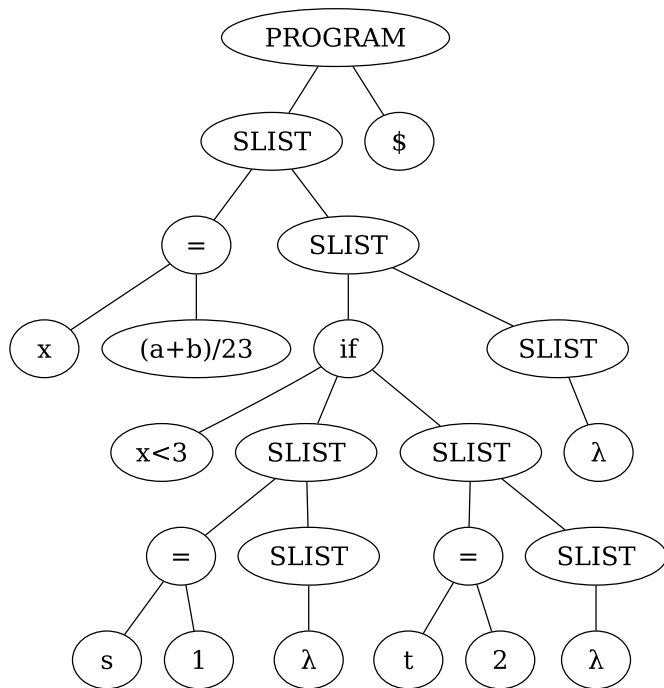 PROGRAM
SLIST $
= SLIST
x (a+b)/23 if SLIST
x<3 SLIST SLIST λ
= SLIST = SLIST
s 1 λ t 2 λ